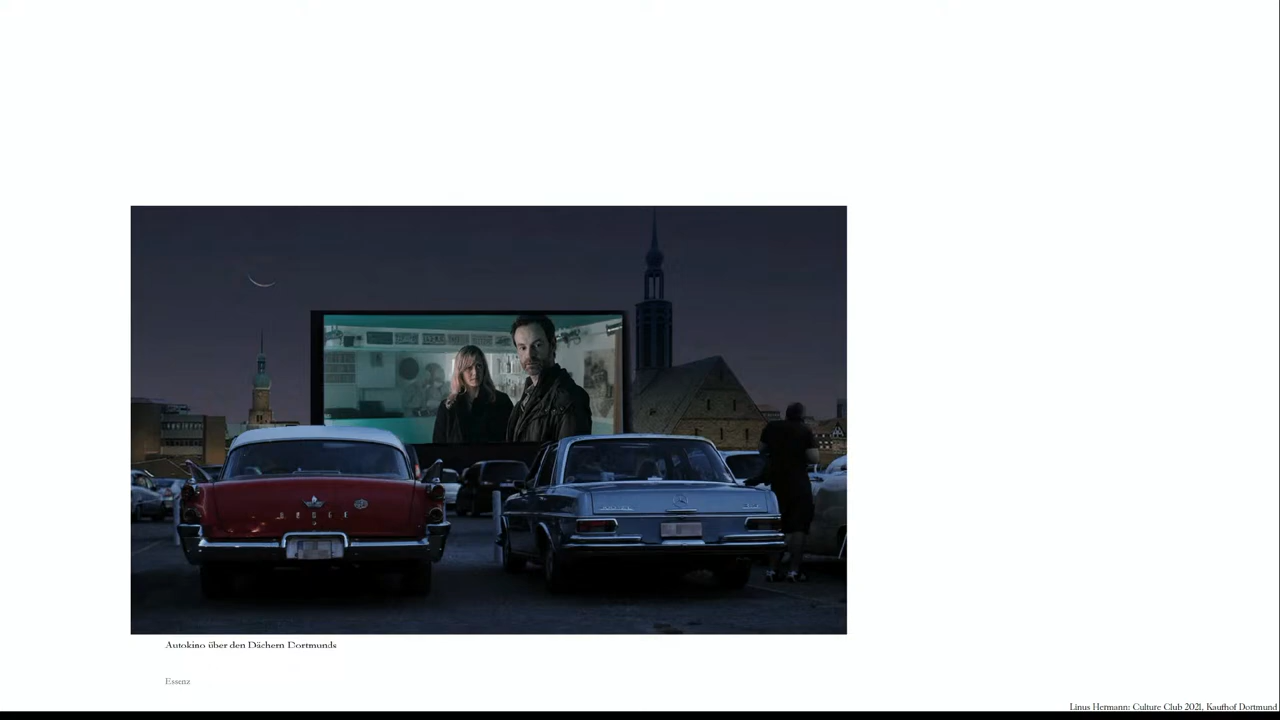 Autokino über den Dächern Dortmunds
Essenz
Linus Hermann: Culture Club 2021, Kaufhof Dortmund